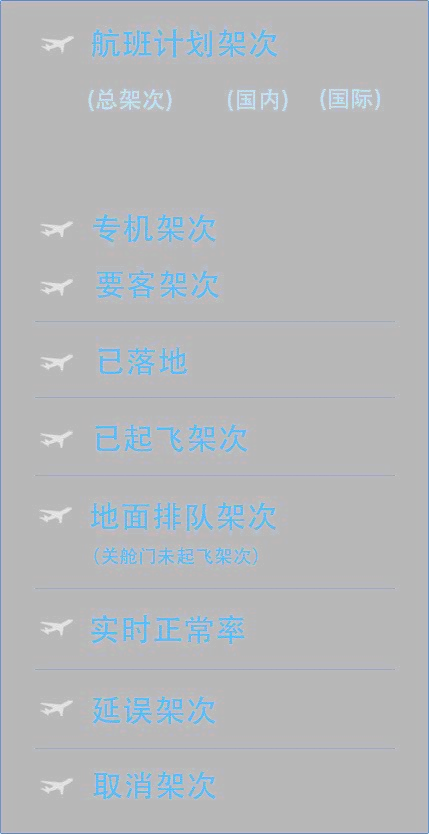 航班计划架次
(总架次) (国内) (国际)
专机架次
要客架次
已落地
已起飞架次
地面排队架次
(关舱门未起飞架次)
实时正常率
延误架次
取消架次